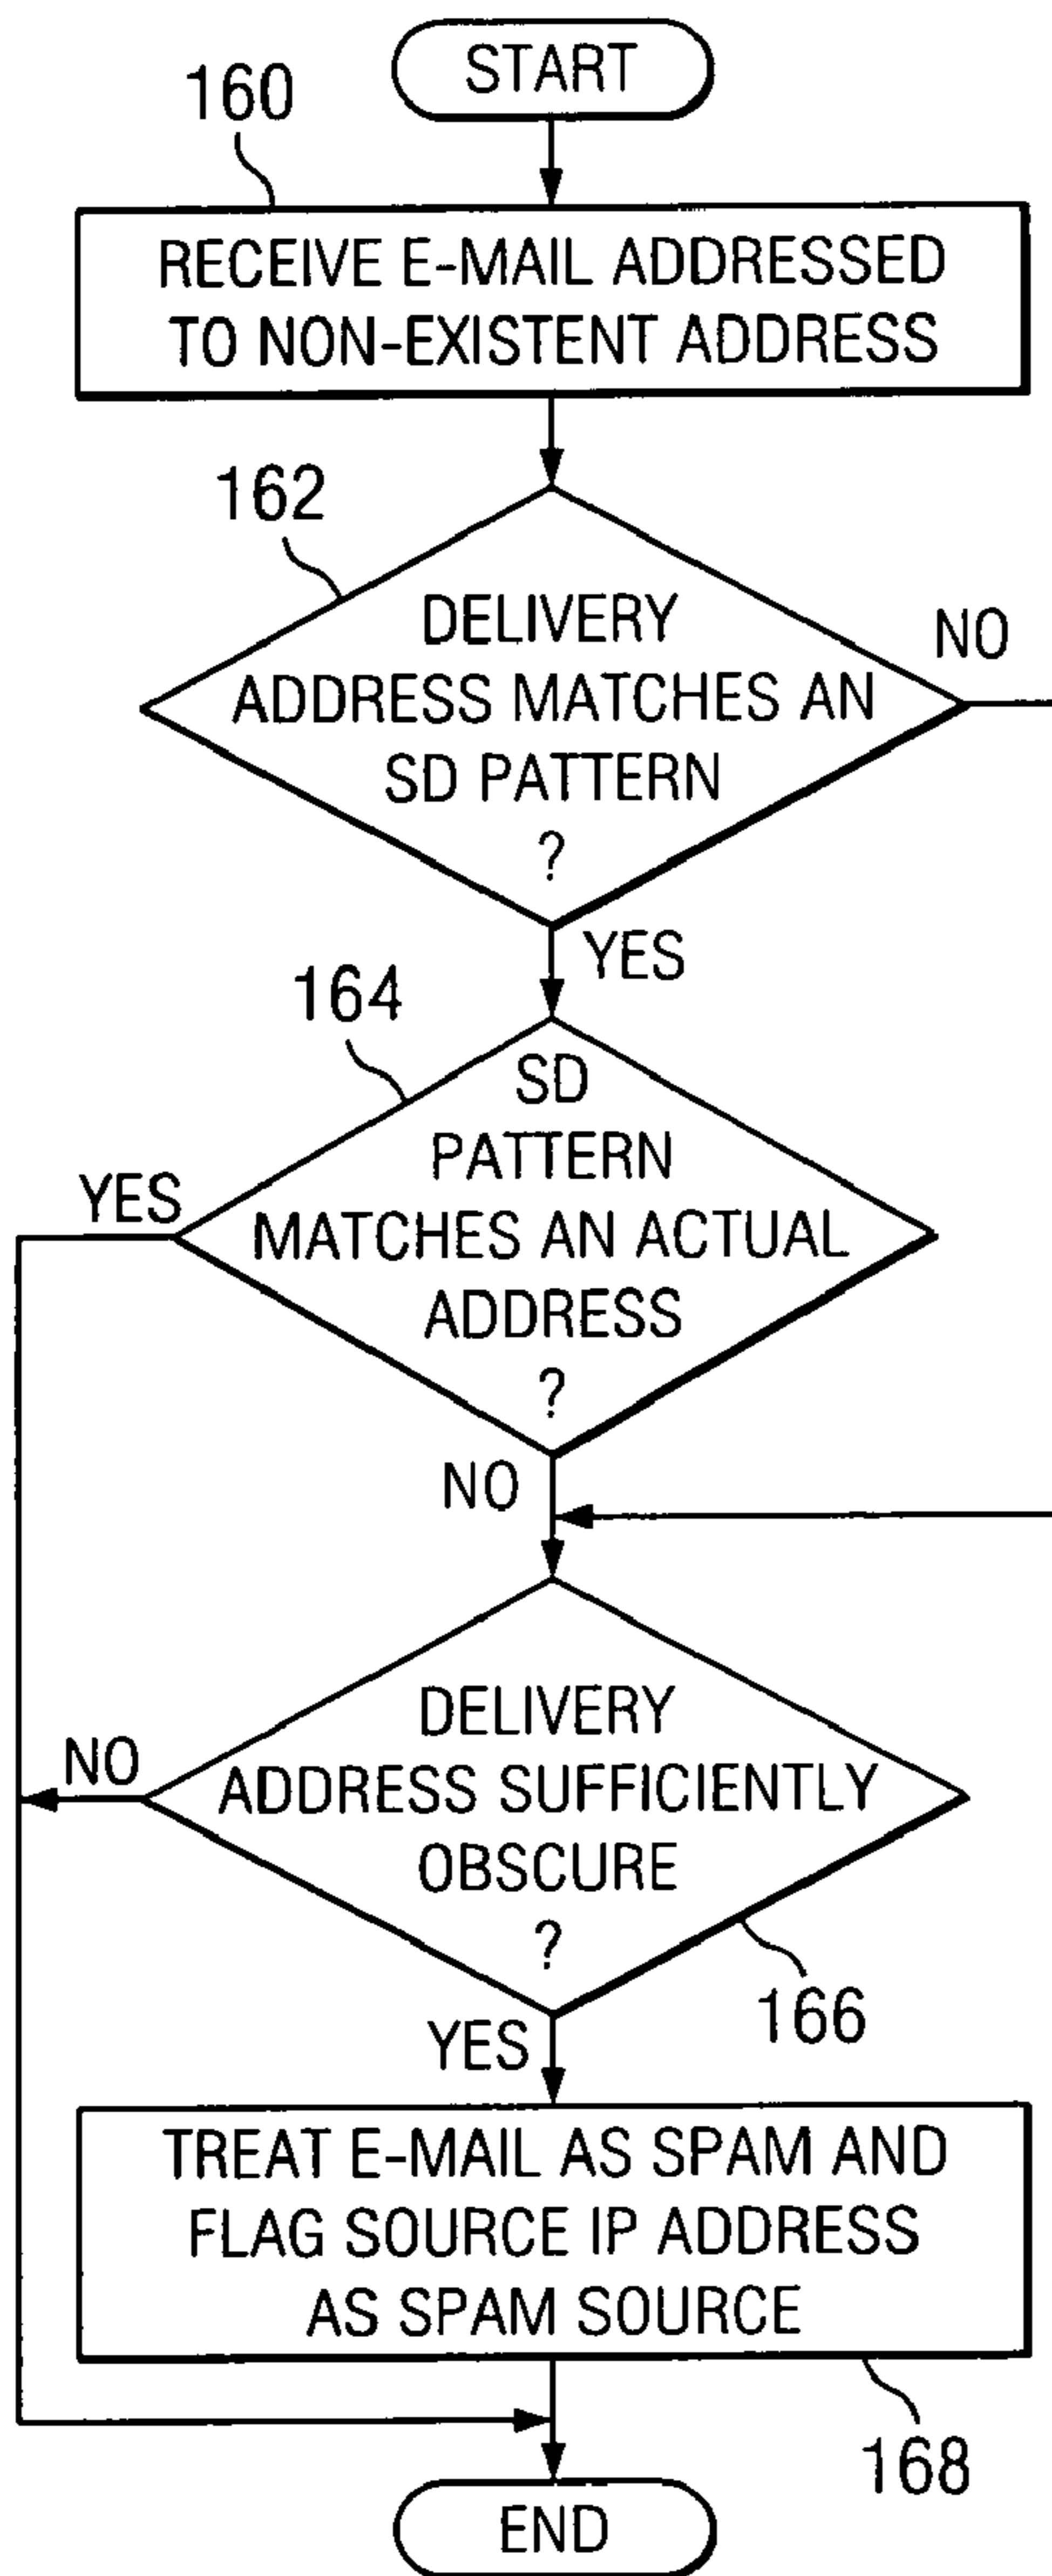 START
160
RECEIVE E-MAIL ADDRESSED
TO NON-EXISTENT ADDRESS
162
DELIVERY
ADDRESS MATCHES AN
SD PATTERN
?
NO
YES
164
SD
PATTERN
MATCHES AN ACTUAL
ADDRESS
?
YES
NO
DELIVERY
ADDRESS SUFFICIENTLY
OBSCURE
?
NO
166
YES
TREAT E-MAIL AS SPAM AND
FLAG SOURCE IP ADDRESS
AS SPAM SOURCE
168
END